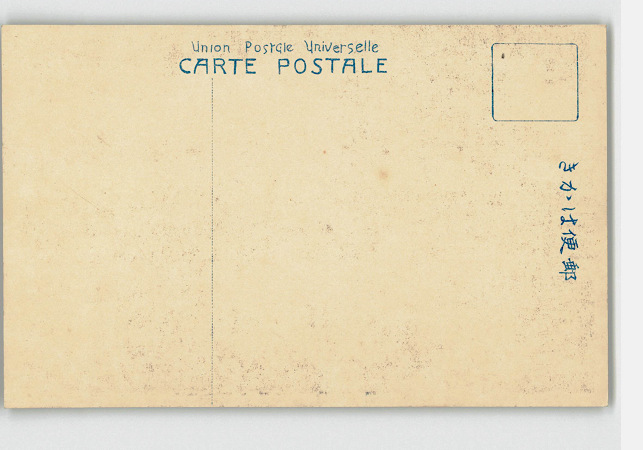 Union Postale Universelle
CARTE POSTALE
郵便はがき